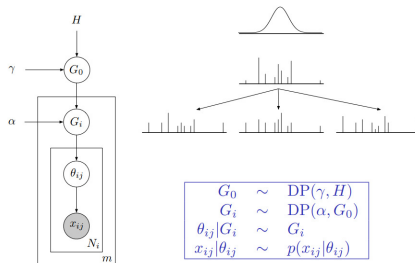 H
γ
G₀
α
Gᵢ
θᵢⱼ
xᵢⱼ
Nᵢ
m
G₀ ∼ DP(γ, H)
Gᵢ ∼ DP(α, G₀)
θᵢⱼ|Gᵢ ∼ Gᵢ
xᵢⱼ|θᵢⱼ ∼ p(xᵢⱼ|θᵢⱼ)